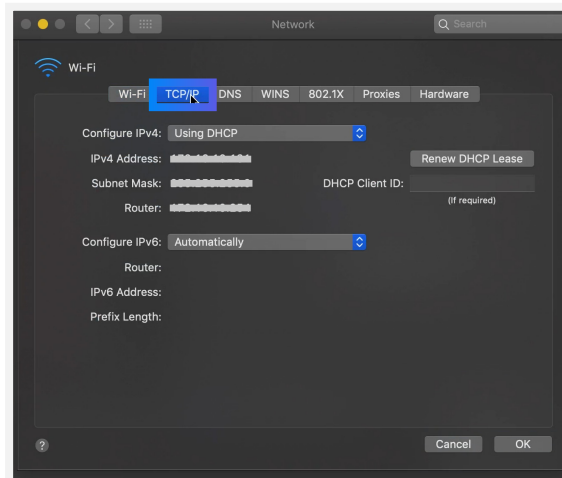 Network
Search
Wi-Fi
Wi-Fi TCP/IP DNS WINS 802.1X Proxies Hardware
Configure IPv4: Using DHCP
IPv4 Address: Renew DHCP Lease
Subnet Mask: DHCP Client ID:
(If required)
Router:
Configure IPv6: Automatically
Router:
IPv6 Address:
Prefix Length:
? Cancel OK